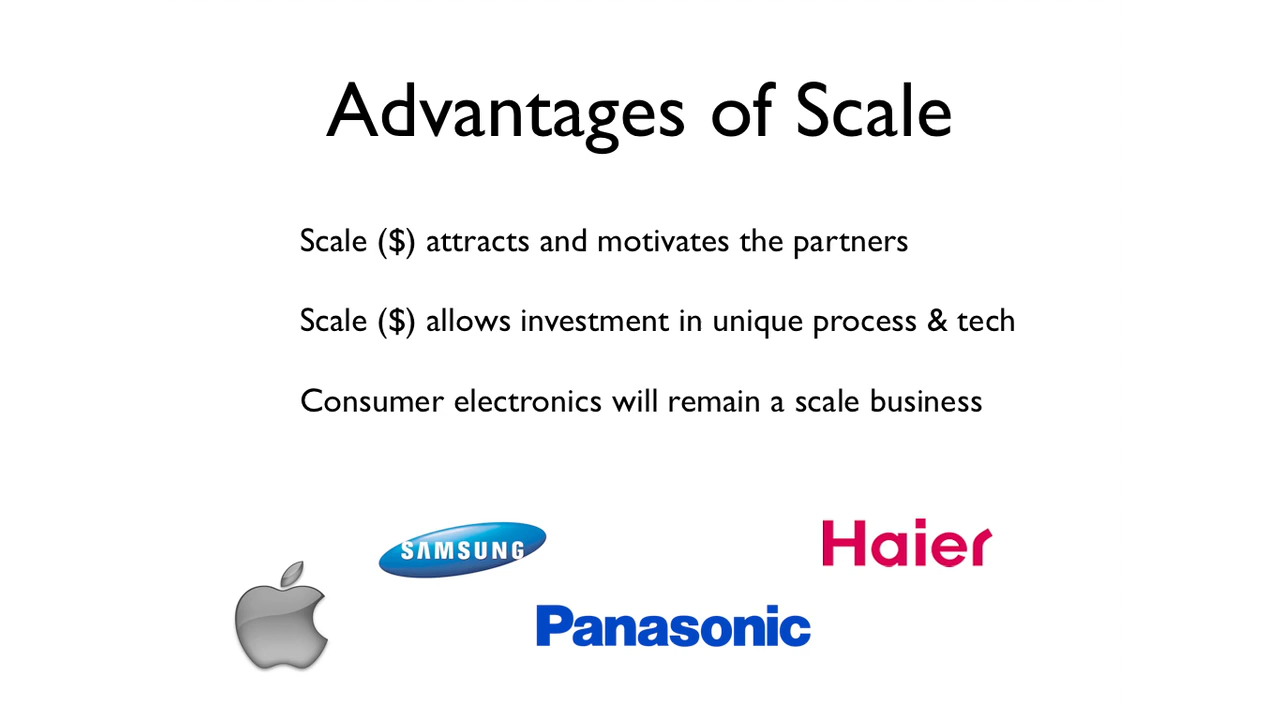 Advantages of Scale
Scale ($) attracts and motivates the partners
Scale ($) allows investment in unique process & tech
Consumer electronics will remain a scale business
SAMSUNG
Haier
Panasonic